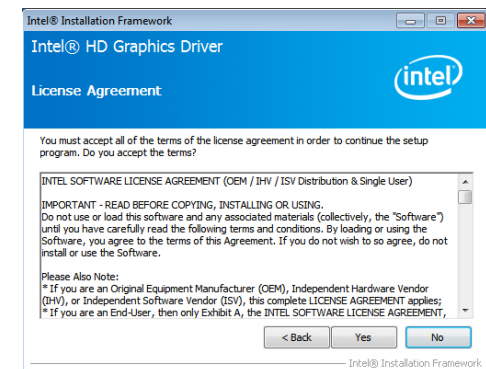 Intel® Installation Framework
Intel® HD Graphics Driver
License Agreement
intel
You must accept all of the terms of the license agreement in order to continue the setup
program. Do you accept the terms?
INTEL SOFTWARE LICENSE AGREEMENT (OEM / IHV / ISV Distribution & Single User)
IMPORTANT - READ BEFORE COPYING, INSTALLING OR USING.
Do not use or load this software and any associated materials (collectively, the "Software")
until you have carefully read the following terms and conditions. By loading or using the
Software, you agree to the terms of this Agreement. If you do not wish to so agree, do not
install or use the Software.
Please Also Note:
* If you are an Original Equipment Manufacturer (OEM), Independent Hardware Vendor
(IHV), or Independent Software Vendor (ISV), this complete LICENSE AGREEMENT applies;
* If you are an End-User, then only Exhibit A, the INTEL SOFTWARE LICENSE AGREEMENT,
< Back Yes No
Intel® Installation Framework